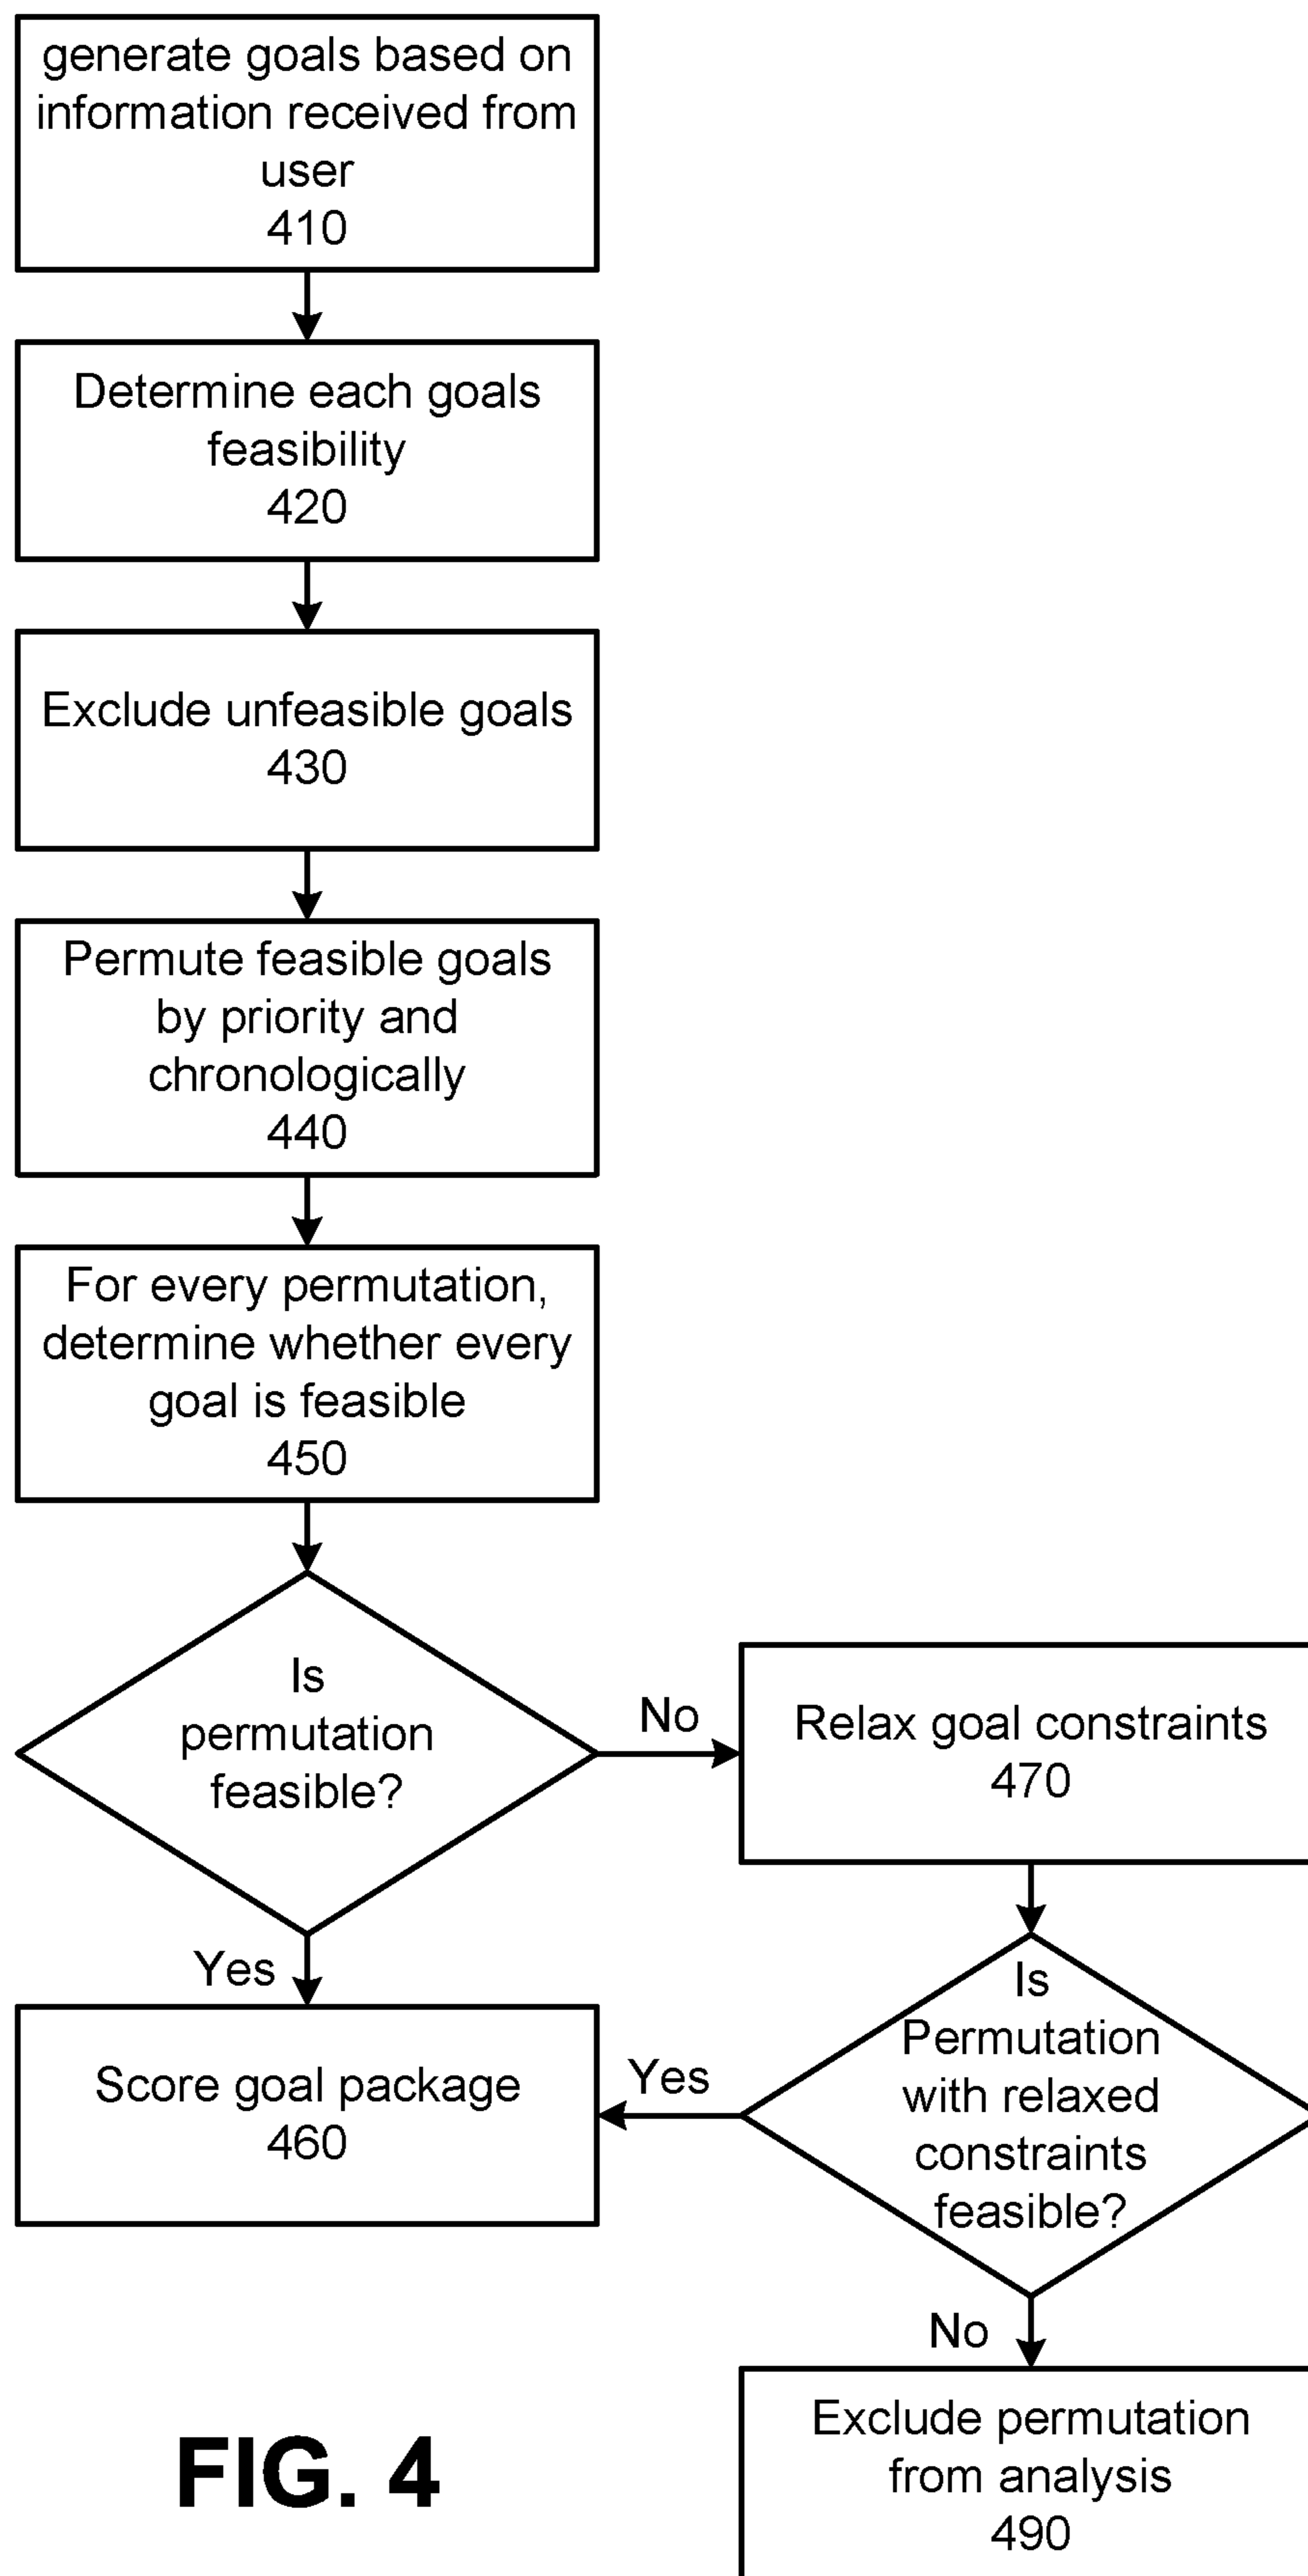 generate goals based on
information received from
user
410
Determine each goals
feasibility
420
Exclude unfeasible goals
430
Permute feasible goals
by priority and
chronologically
440
For every permutation,
determine whether every
goal is feasible
450
Is
permutation
feasible?
No
Relax goal constraints
470
Yes
Is
Permutation
with relaxed
constraints
feasible?
Yes
Score goal package
460
No
Exclude permutation
from analysis
490
FIG. 4